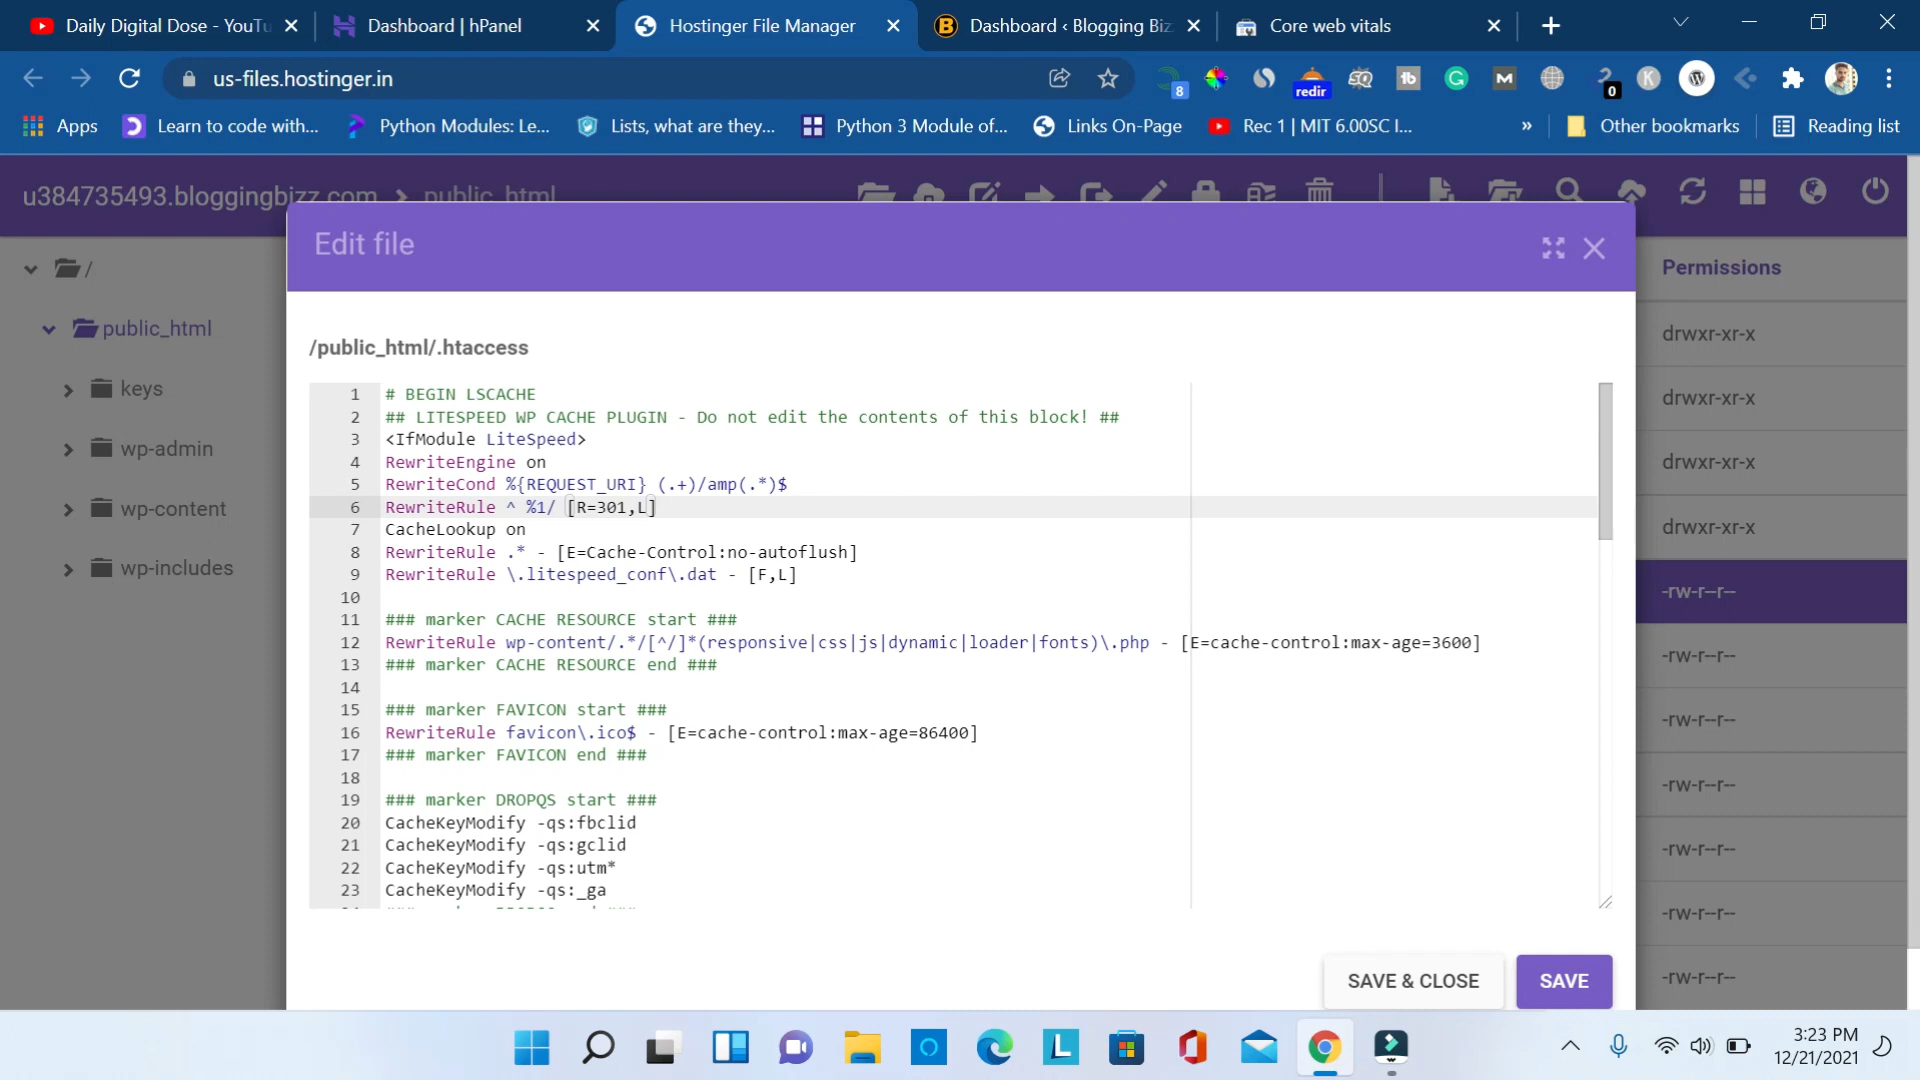 Daily Digital Dose - YouTu
Dashboard | hPanel
Hostinger File Manager
B
Dashboard ‹ Blogging Biz
Core web vitals
us-files.hostinger.in
8
redir
SQ
tb
G
M
0
K
Apps
Learn to code with...
Python Modules: Le...
Lists, what are they,...
Python 3 Module of...
Links On-Page
Rec 1 | MIT 6.00SC I...
»
Other bookmarks
Reading list
u384735493.bloggingbizz.com > public_html
Edit file
/
public_html
keys
wp-admin
wp-content
wp-includes
/public_html/.htaccess
1 # BEGIN LSCACHE
2 ## LITESPEED WP CACHE PLUGIN - Do not edit the contents of this block! ##
3 <IfModule LiteSpeed>
4 RewriteEngine on
5 RewriteCond %{REQUEST_URI} (.+)/amp(.*)$
6 RewriteRule ^ %1/ [R=301,L]
7 CacheLookup on
8 RewriteRule .* - [E=Cache-Control:no-autoflush]
9 RewriteRule \.litespeed_conf\.dat - [F,L]
10
11 ### marker CACHE RESOURCE start ###
12 RewriteRule wp-content/.*/[^/]*(responsive|css|js|dynamic|loader|fonts)\.php - [E=cache-control:max-age=3600]
13 ### marker CACHE RESOURCE end ###
14
15 ### marker FAVICON start ###
16 RewriteRule favicon\.ico$ - [E=cache-control:max-age=86400]
17 ### marker FAVICON end ###
18
19 ### marker DROPQS start ###
20 CacheKeyModify -qs:fbclid
21 CacheKeyModify -qs:gclid
22 CacheKeyModify -qs:utm*
23 CacheKeyModify -qs:_ga
Permissions
drwxr-xr-x
drwxr-xr-x
drwxr-xr-x
drwxr-xr-x
-rw-r--r--
-rw-r--r--
-rw-r--r--
-rw-r--r--
-rw-r--r--
-rw-r--r--
-rw-r--r--
SAVE & CLOSE
SAVE
L
3:23 PM
12/21/2021